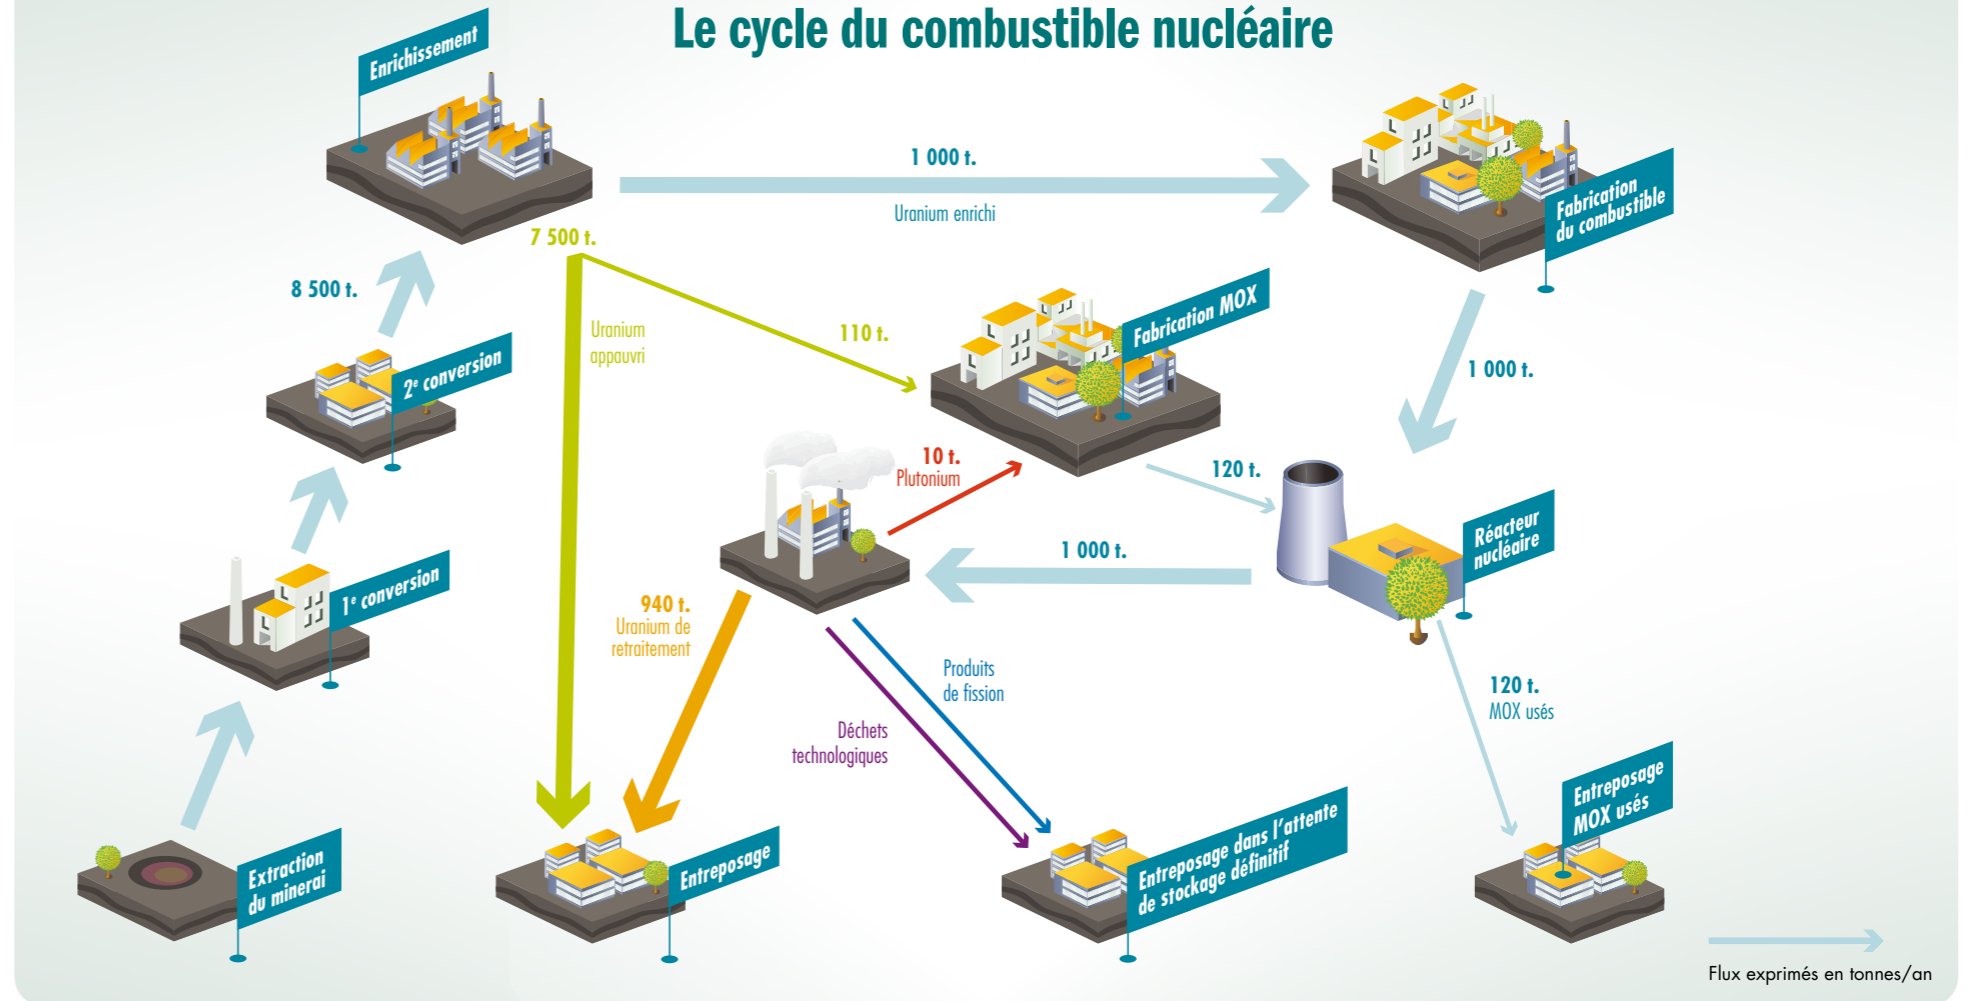 Le cycle du combustible nucléaire
Enrichissement
1 000 t.
Uranium enrichi
Fabrication
du combustible
7 500 t.
8 500 t.
Uranium
appauvri
110 t.
Fabrication MOX
1 000 t.
2e conversion
10 t.
Plutonium
120 t.
Réacteur
nucléaire
1 000 t.
1e conversion
940 t.
Uranium de
retraitement
Produits
de fission
120 t.
MOX usés
Déchets
technologiques
Extraction
du minerai
Entreposage
Entreposage dans l'attente
de stockage définitif
Entreposage
MOX usés
Flux exprimés en tonnes/an